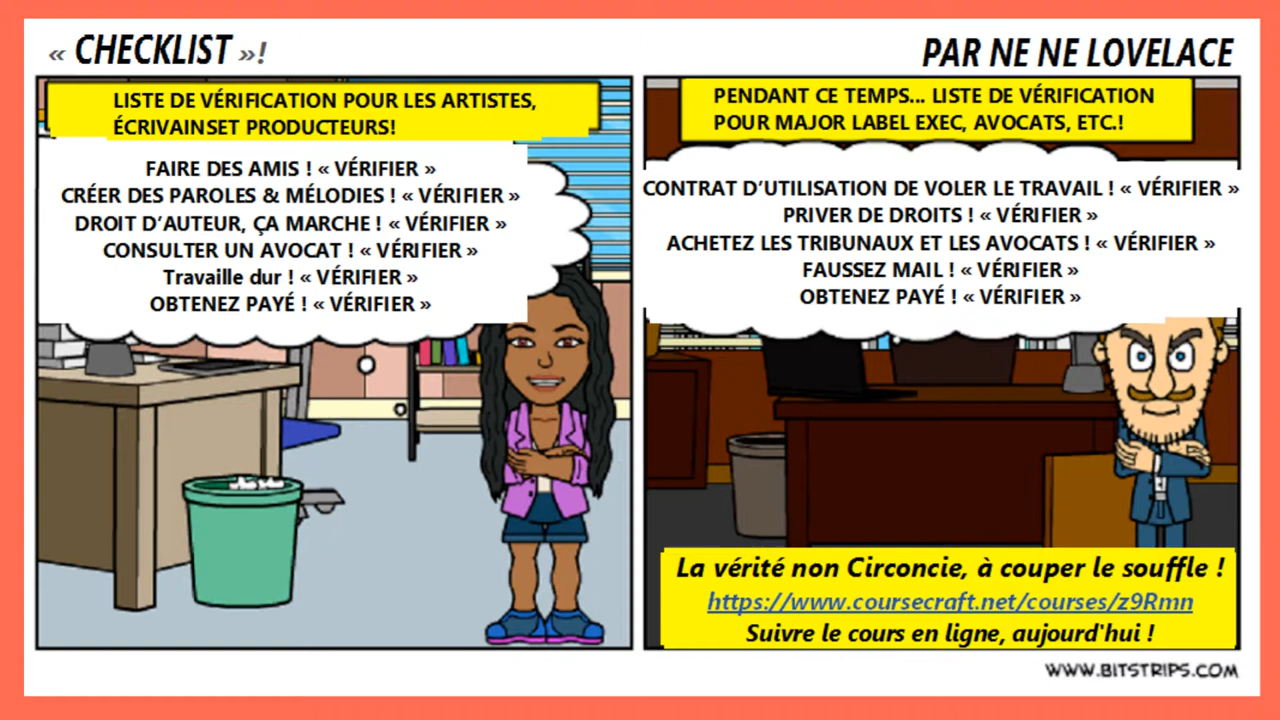 « CHECKLIST »!
PAR NE NE LOVELACE
LISTE DE VÉRIFICATION POUR LES ARTISTES,
ÉCRIVAINSET PRODUCTEURS!
FAIRE DES AMIS ! « VÉRIFIER »
CRÉER DES PAROLES & MÉLODIES ! « VÉRIFIER »
DROIT D’AUTEUR, ÇA MARCHE ! « VÉRIFIER »
CONSULTER UN AVOCAT ! « VÉRIFIER »
Travaille dur ! « VÉRIFIER »
OBTENEZ PAYÉ ! « VÉRIFIER »
PENDANT CE TEMPS... LISTE DE VÉRIFICATION
POUR MAJOR LABEL EXEC, AVOCATS, ETC.!
CONTRAT D’UTILISATION DE VOLER LE TRAVAIL ! « VÉRIFIER »
PRIVER DE DROITS ! « VÉRIFIER »
ACHETEZ LES TRIBUNAUX ET LES AVOCATS ! « VÉRIFIER »
FAUSSEZ MAIL ! « VÉRIFIER »
OBTENEZ PAYÉ ! « VÉRIFIER »
La vérité non Circoncie, à couper le souffle !
https://www.coursecraft.net/courses/z9Rmn
Suivre le cours en ligne, aujourd'hui !
WWW.BITSTRIPS.COM